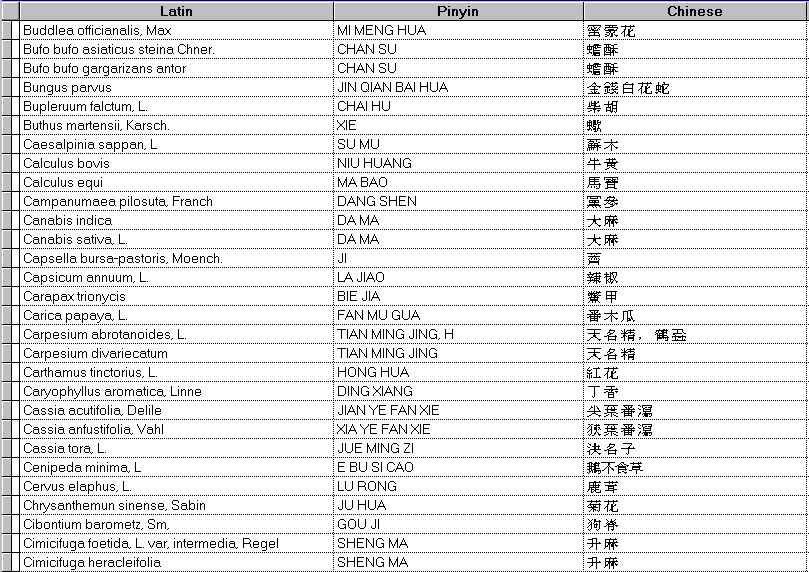 Latin Pinyin Chinese
Buddlea officianalis, Max MI MENG HUA 蜜蒙花
Bufo bufo asiaticus steina Chner. CHAN SU 蟾酥
Bufo bufo gargarizans antor CHAN SU 蟾酥
Bungus parvus JIN QIAN BAI HUA 金錢白花蛇
Bupleurum falctum, L. CHAI HU 柴胡
Buthus martensii, Karsch. XIE 蠍
Caesalpinia sappan, L SU MU 蘇木
Calculus bovis NIU HUANG 牛黃
Calculus equi MA BAO 馬寶
Campanumaea pilosuta, Franch DANG SHEN 黨參
Canabis indica DA MA 大麻
Canabis sativa, L. DA MA 大麻
Capsella bursa-pastoris, Moench. JI 薺
Capsicum annuum, L. LA JIAO 辣椒
Carapax trionycis BIE JIA 鱉甲
Carica papaya, L. FAN MU GUA 番木瓜
Carpesium abrotanoides, L. TIAN MING JING, H 天名精，鶴蝨
Carpesium divariecatum TIAN MING JING 天名精
Carthamus tinctorius, L. HONG HUA 紅花
Caryophyllus aromatica, Linne DING XIANG 丁香
Cassia acutifolia, Delile JIAN YE FAN XIE 尖葉番瀉
Cassia anfustifolia, Vahl XIA YE FAN XIE 狹葉番瀉
Cassia tora, L. JUE MING ZI 決名子
Cenipeda minima, L E BU SI CAO 鵝不食草
Cervus elaphus, L. LU RONG 鹿茸
Chrysanthemun sinense, Sabin JU HUA 菊花
Cibontium barometz, Sm, GOU JI 狗脊
Cimicifuga foetida, L. var, intermedia, Regel SHENG MA 升麻
Cimicifuga heracleifolia SHENG MA 升麻